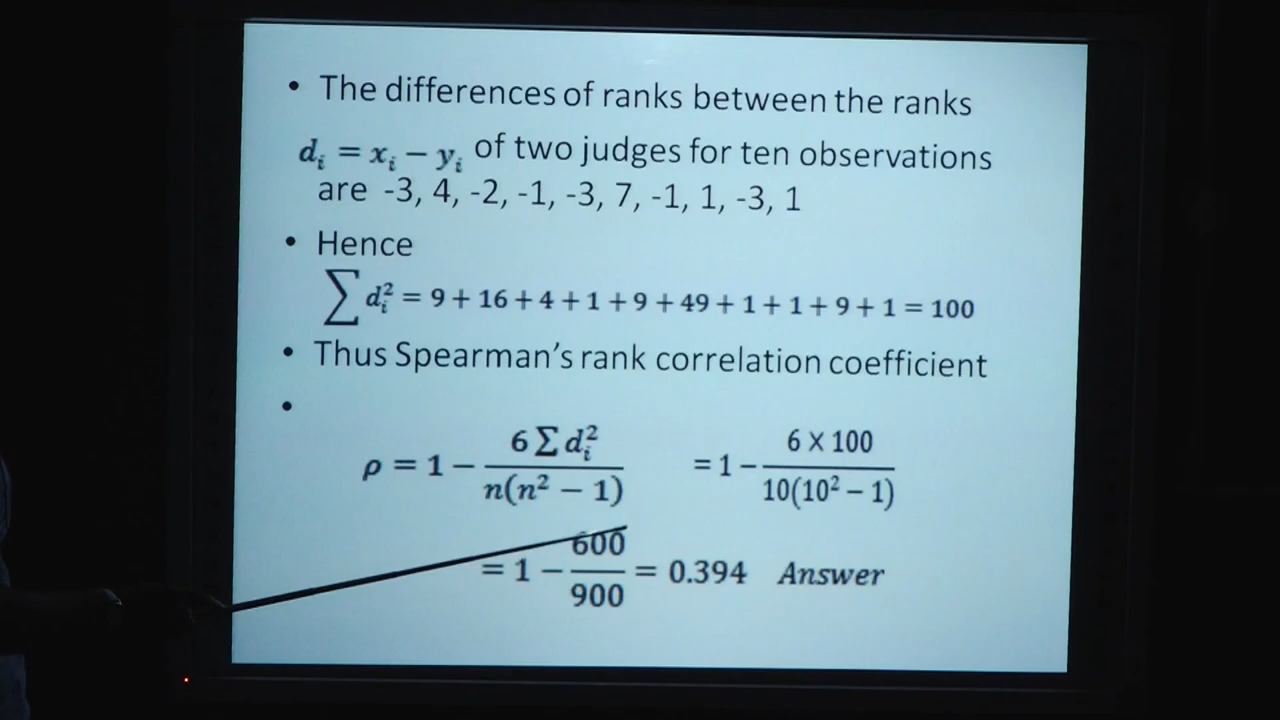 • The differences of ranks between the ranks
dᵢ = xᵢ − yᵢ of two judges for ten observations
are -3, 4, -2, -1, -3, 7, -1, 1, -3, 1
• Hence
∑ dᵢ² = 9 + 16 + 4 + 1 + 9 + 49 + 1 + 1 + 9 + 1 = 100
• Thus Spearman's rank correlation coefficient
•
ρ = 1 − 6 ∑ dᵢ² / n(n² − 1) = 1 − 6 X 100 / 10(10² − 1)
= 1 − 600 / 900 = 0.394 Answer